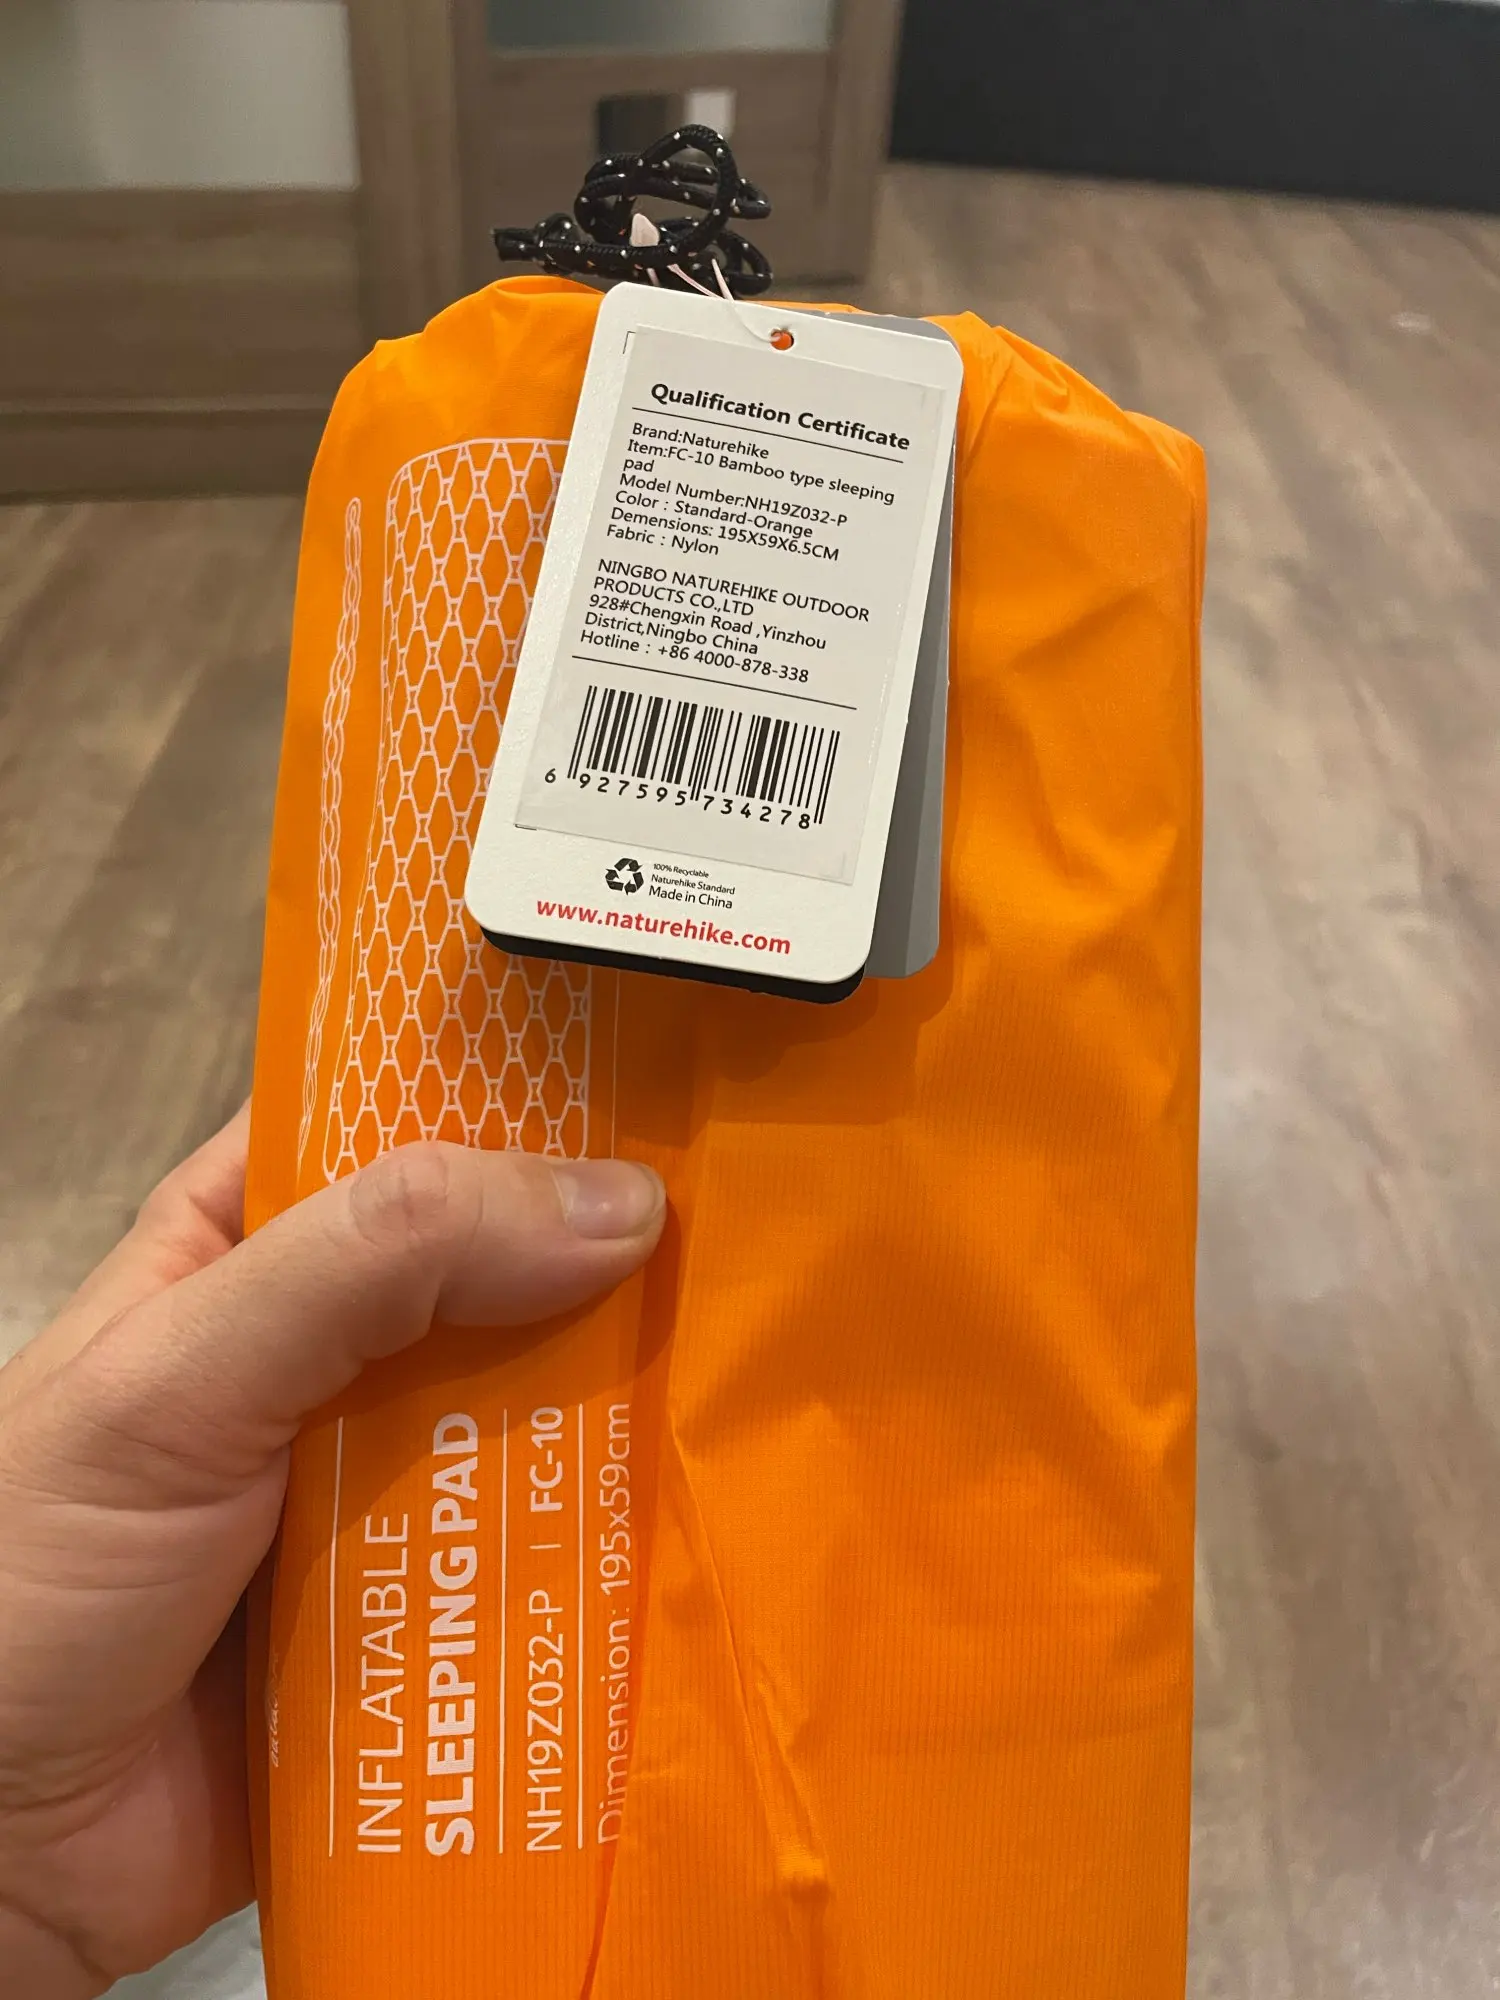 Qualification Certificate
Brand:Naturehike
Item:FC-10 Bamboo type sleeping
pad
Model Number:NH19Z032-P
Color : Standard-Orange
Demensions: 195X59X6.5CM
Fabric : Nylon
NINGBO NATUREHIKE OUTDOOR
PRODUCTS CO.,LTD
928#Chengxin Road ,Yinzhou
District,Ningbo China
Hotline : +86 4000-878-338
6 927595 734278
100% Recyclable
Naturehike Standard
Made in China
www.naturehike.com
INFLATABLE
SLEEPING PAD
NH19Z032-P | FC-10
Dimension: 195x59cm